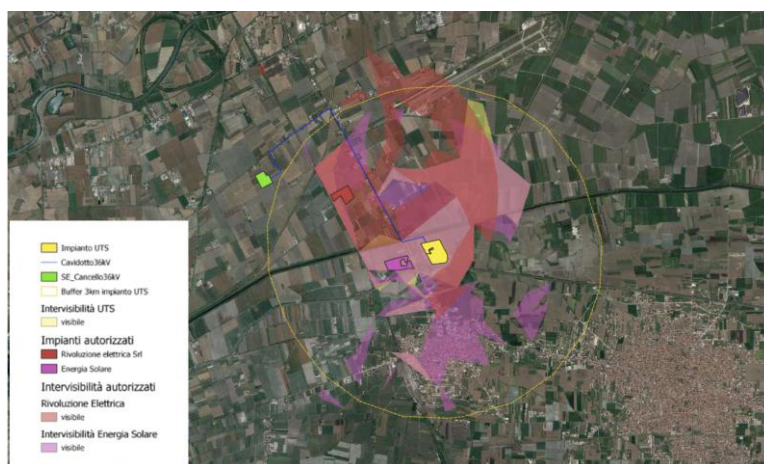 Impianto UTS
Cavidotto36kV
SE_Cancello36kV
Buffer 3km impianto UTS
Intervisibilità UTS
visibile
Impianti autorizzati
Rivoluzione elettrica Srl
Energia Solare
Intervisibilità autorizzati
Rivoluzione Elettrica
visibile
Intervisibilità Energia Solare
visibile